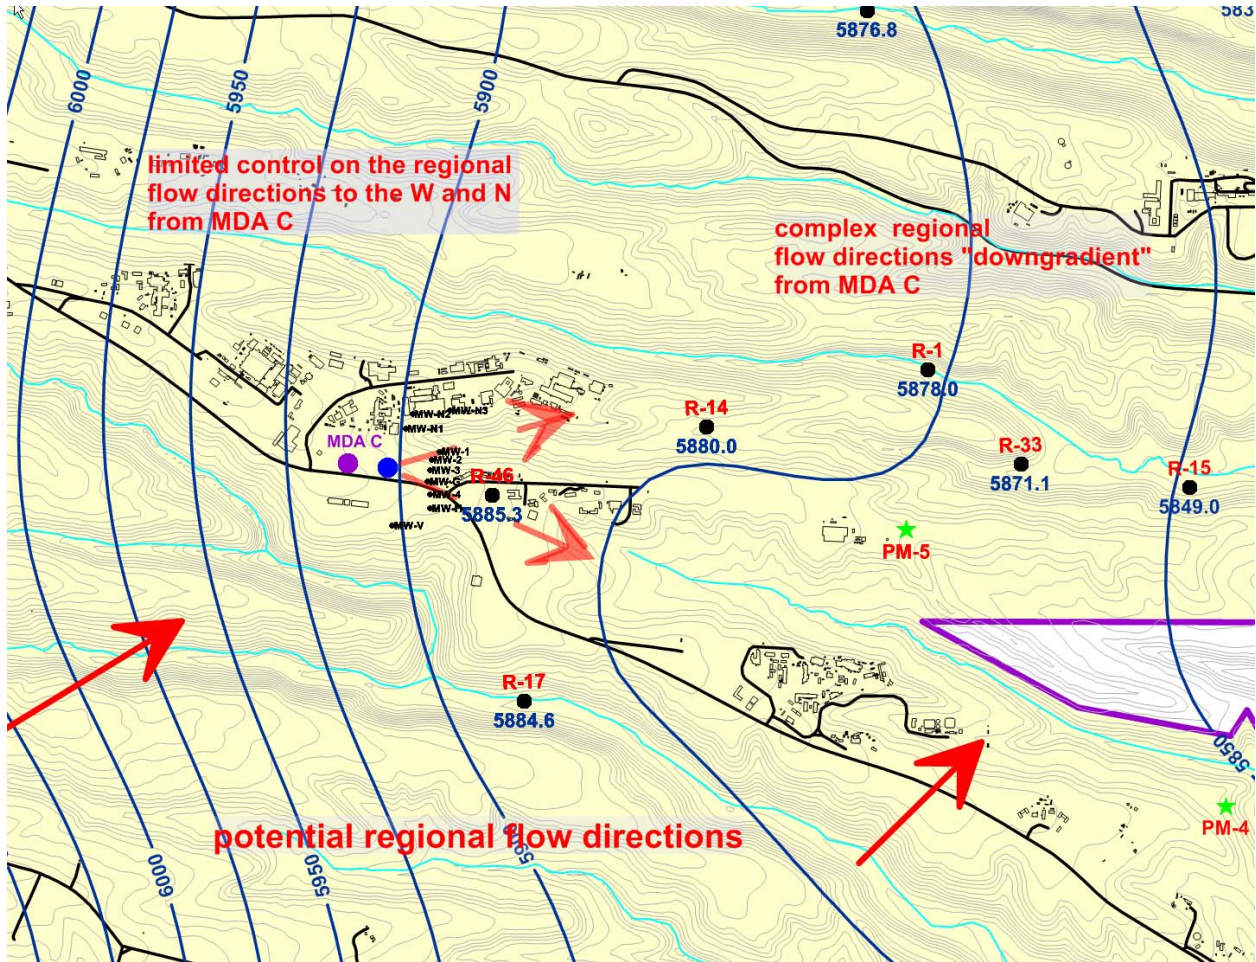 5876.8
6000
5950
5900
limited control on the regional
flow directions to the W and N
from MDA C
complex regional
flow directions "downgradient"
from MDA C
R-1
5878.0
R-14
5880.0
R-33
5871.1
R-15
5849.0
MW-N2
MW-N3
MW-N1
MDA C
MW-1
MW-2
MW-3
MW-G
MW-4
MW-V
R-46
5885.3
PM-5
R-17
5884.6
5850
PM-4
potential regional flow directions
6000
5950